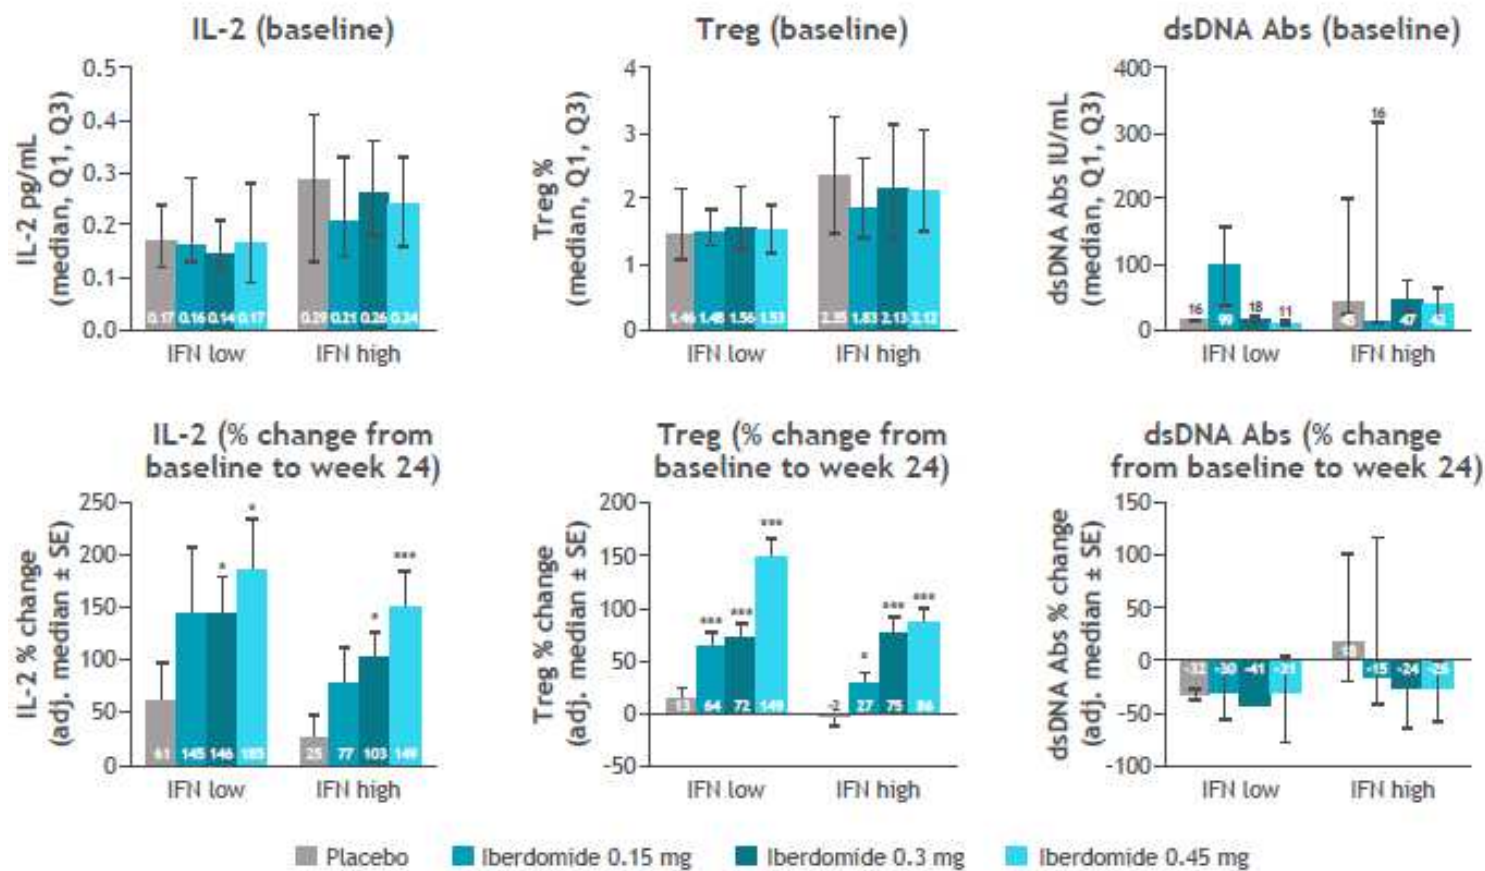 IL-2 (baseline)
IL-2 pg/mL
(median, Q1, Q3)
0.5
0.4
0.3
0.2
0.1
0.0
0.17 0.16 0.14 0.17
0.29 0.21 0.26 0.24
IFN low IFN high
Treg (baseline)
Treg %
(median, Q1, Q3)
4
3
2
1
0
1.46 1.48 1.56 1.53
2.35 1.83 2.13 2.12
IFN low IFN high
dsDNA Abs (baseline)
dsDNA Abs IU/mL
(median, Q1, Q3)
400
300
200
100
0
16 99 18 11
16 47
IFN low IFN high
IL-2 (% change from
baseline to week 24)
IL-2 % change
(adj. median ± SE)
250
200
150
100
50
0
* *
* ***
61 145 146 185
25 77 103 149
IFN low IFN high
Treg (% change from
baseline to week 24)
Treg % change
(adj. median ± SE)
200
150
100
50
0
-50
*** *** ***
* *** ***
13 64 72 149
-2 27 75 86
IFN low IFN high
dsDNA Abs (% change
from baseline to week 24)
dsDNA Abs % change
(adj. median ± SE)
150
100
50
0
-50
-100
-32 -30 -41
-15 -24
IFN low IFN high
Placebo Iberdomide 0.15 mg Iberdomide 0.3 mg Iberdomide 0.45 mg